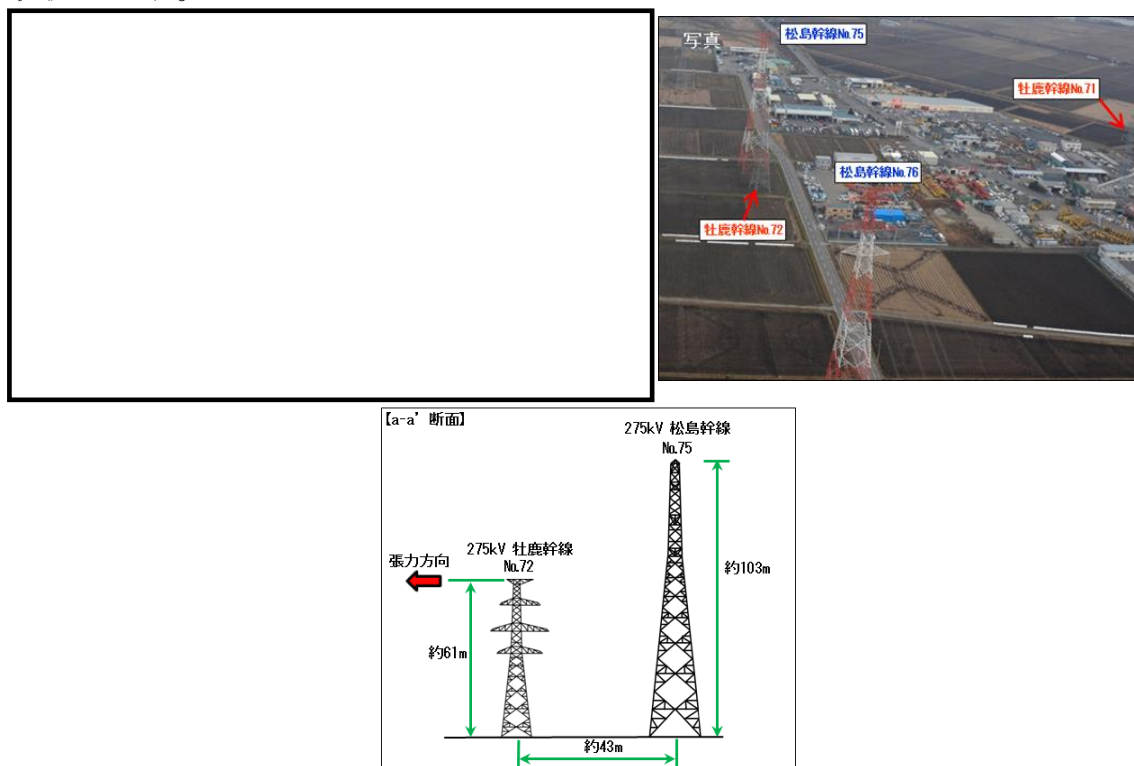 写真
松島幹線No.75
牡鹿幹線No.71
松島幹線No.76
牡鹿幹線No.72
【a-a’断面】
275kV 松島幹線
No.75
275kV 牡鹿幹線
No.72
張力方向
約103m
約61m
約43m